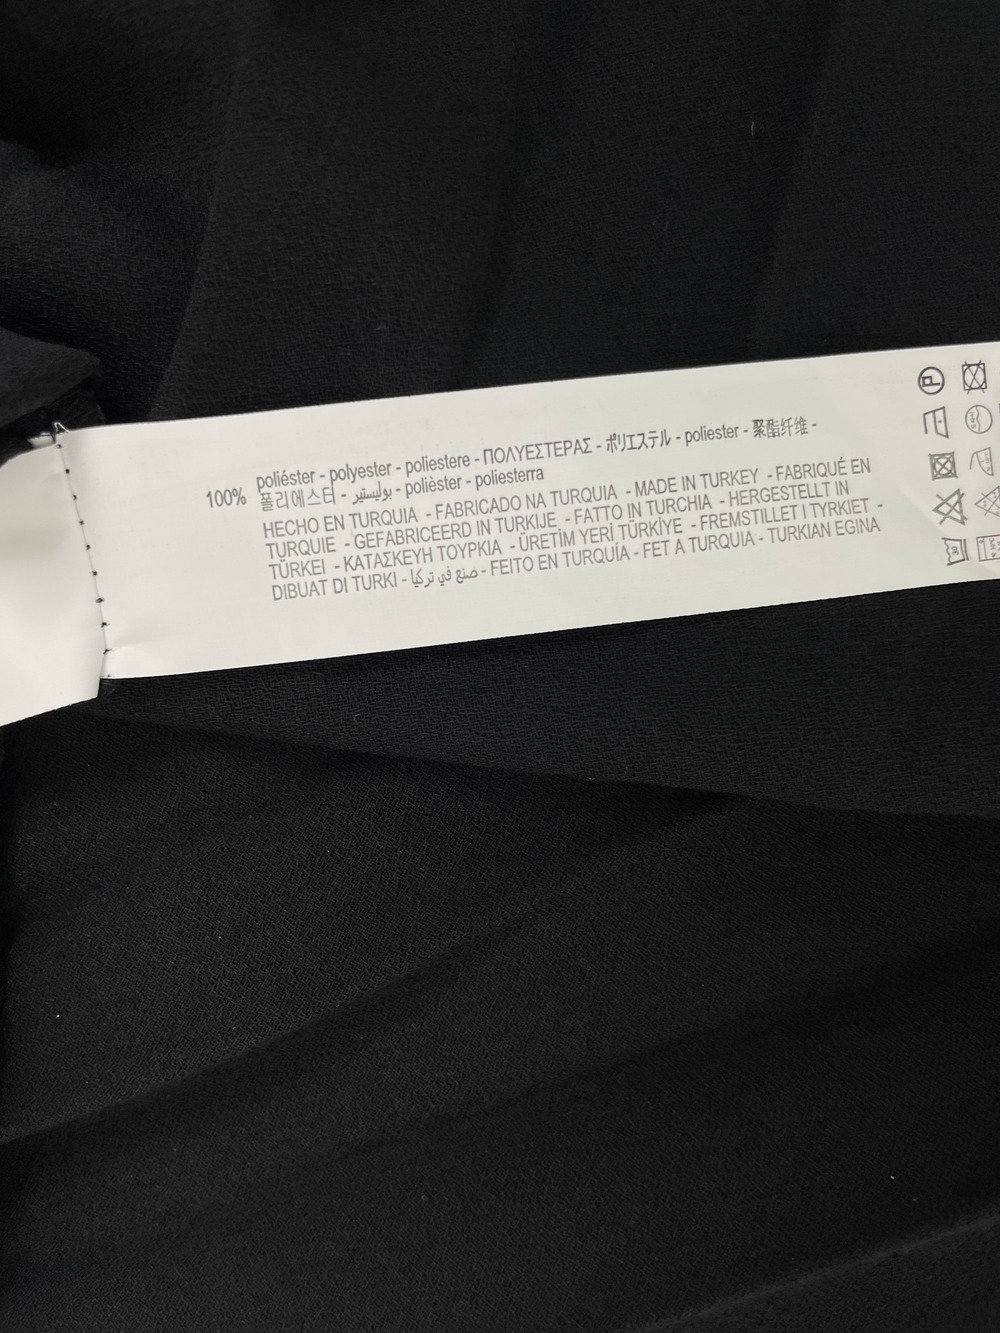 100% poliéster - polyester - poliestere - ΠΟΛΥΕΣΤΕΡΑΣ - ポリエステル - poliester - 聚酯纤维 -
폴리에스터 - بوليستير - polièster - poliesterra
HECHO EN TURQUIA - FABRICADO NA TURQUIA - MADE IN TURKEY - FABRIQUÉ EN
TURQUIE - GEFABRICEERD IN TURKIJE - FATTO IN TURCHIA - HERGESTELLT IN
TÜRKEI - ΚΑΤΑΣΚΕΥΗ ΤΟΥΡΚΙΑ - ÜRETİM YERİ TÜRKİYE - FREMSTILLET I TYRKIET -
DIBUAT DI TURKI - صنع في تركيا - FEITO EN TURQUÍA - FET A TURQUIA - TURKIAN EGINA
P